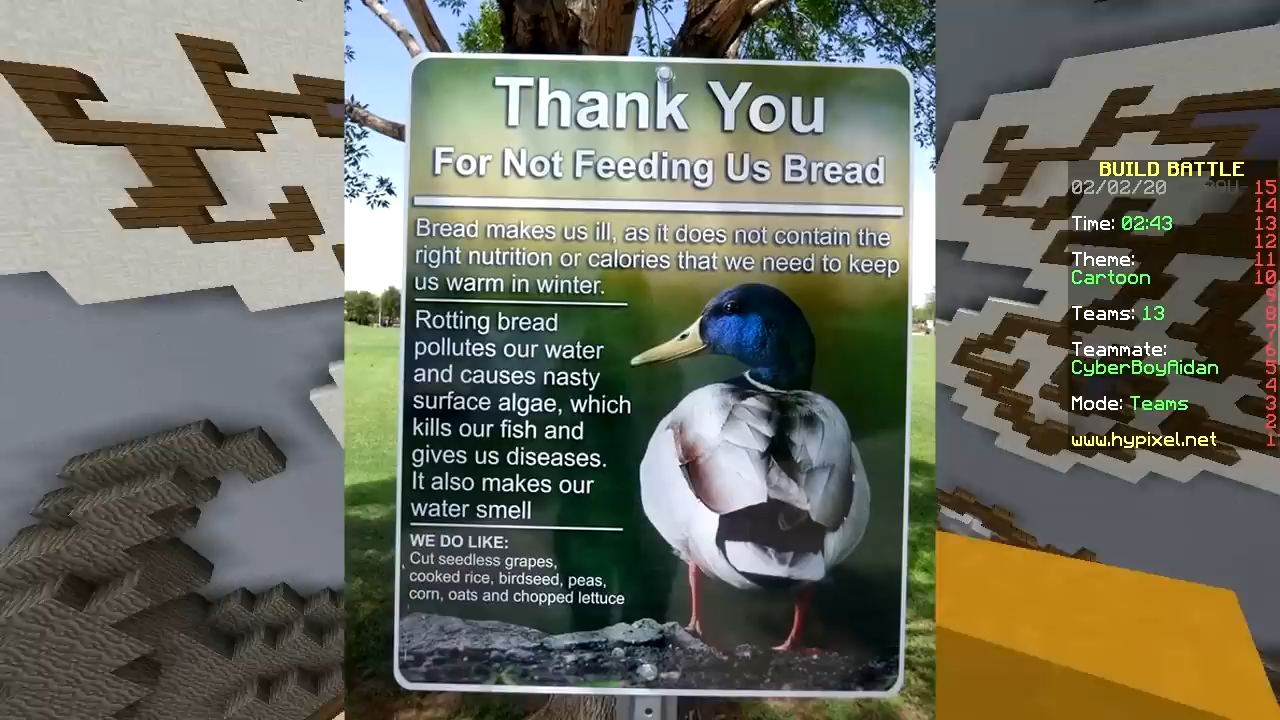 Thank You
For Not Feeding Us Bread
Bread makes us ill, as it does not contain the
right nutrition or calories that we need to keep
us warm in winter.
Rotting bread
pollutes our water
and causes nasty
surface algae, which
kills our fish and
gives us diseases.
It also makes our
water smell
WE DO LIKE:
Cut seedless grapes,
cooked rice, birdseed, peas,
corn, oats and chopped lettuce
BUILD BATTLE
02/02/20 15
14
Time: 02:43 13
12
Theme: 11
Cartoon 10
9
Teams: 13 8
7
Teammate: 6
CyberBoyAidan 5
4
Mode: Teams 3
2
www.hypixel.net 1